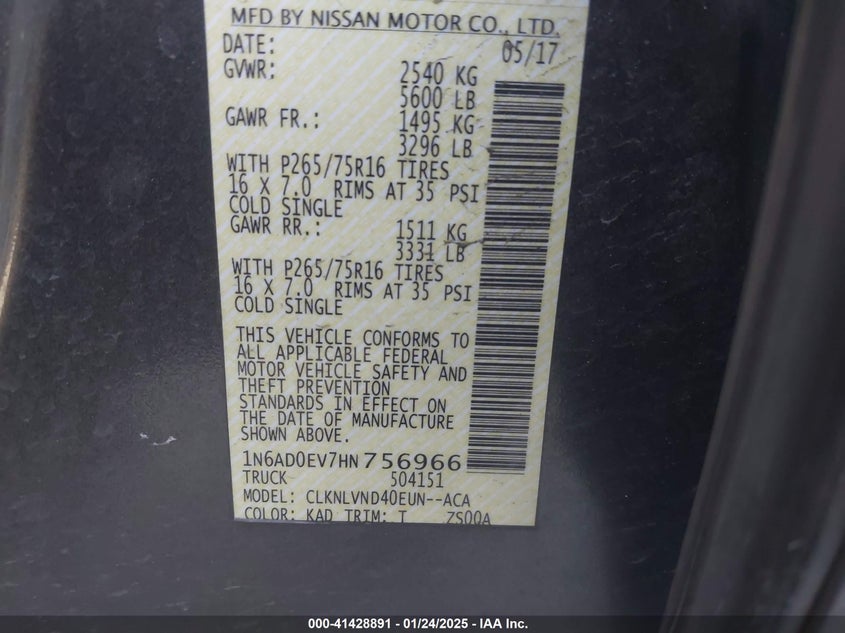 MFD BY NISSAN MOTOR CO., LTD.
DATE: 05/17
GVWR: 2540 KG
5600 LB
GAWR FR.: 1495 KG
3296 LB
WITH P265/75R16 TIRES
16 X 7.0 RIMS AT 35 PSI
COLD SINGLE
GAWR RR.: 1511 KG
3331 LB
WITH P265/75R16 TIRES
16 X 7.0 RIMS AT 35 PSI
COLD SINGLE
THIS VEHICLE CONFORMS TO
ALL APPLICABLE FEDERAL
MOTOR VEHICLE SAFETY AND
THEFT PREVENTION
STANDARDS IN EFFECT ON
THE DATE OF MANUFACTURE
SHOWN ABOVE.
1N6AD0EV7HN756966
TRUCK 504151
MODEL: CLKNLVND40EUN--ACA
COLOR: KAD TRIM: T ZS00A
000-41428891 - 01/24/2025 - IAA Inc.